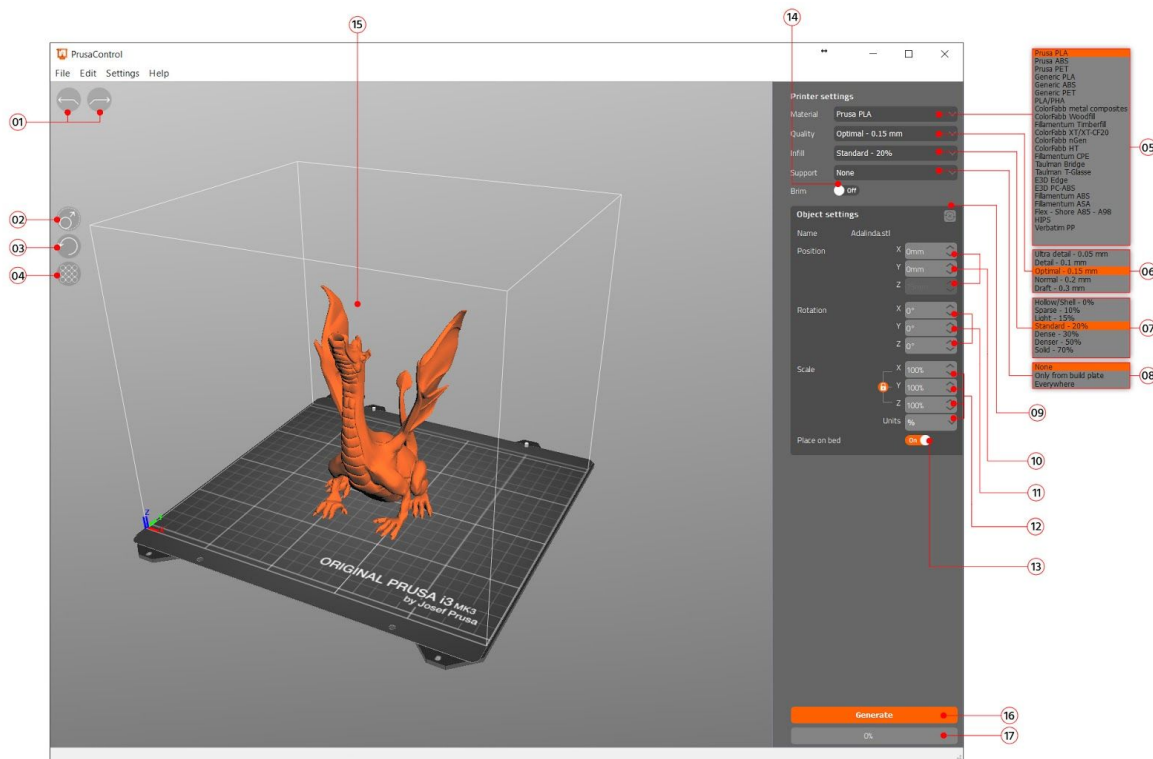 15
14
PrusaControl
File Edit Settings Help
01
Printer settings
Material Prusa PLA
Quality Optimal - 0.15 mm
Infill Standard - 20%
Support None
Brim Off
Prusa PLA
Prusa ABS
Prusa PET
Generic PLA
Generic ABS
Generic PET
PLA/PHA
ColorFabb metal composites
ColorFabb Woodfill
Fillamentum Timberfill
ColorFabb XT/XT-CF20
ColorFabb nGen
ColorFabb HT
Fillamentum CPE
Taulman Bridge
Taulman T-Glasse
E3D Edge
E3D PC-ABS
Fillamentum ABS
Fillamentum ASA
Flex - Shore A85 - A98
HIPS
Verbatim PP
05
02
03
04
Object settings
Name Adalinda.stl
Position X 0mm
Y 0mm
Z
Rotation X 0°
Y 0°
Z 0°
Scale X 100%
Y 100%
Z 100%
Units %
Place on bed On
Ultra detail - 0.05 mm
Detail - 0.1 mm
Optimal - 0.15 mm
Normal - 0.2 mm
Draft - 0.3 mm
06
Hollow/Shell - 0%
Sparse - 10%
Light - 15%
Standard - 20%
Dense - 30%
Denser - 50%
Solid - 70%
07
None
Only from build plate
Everywhere
08
09
10
11
12
13
Z
ORIGINAL PRUSA i3 MK3
by Josef Prusa
Generate
16
0%
17